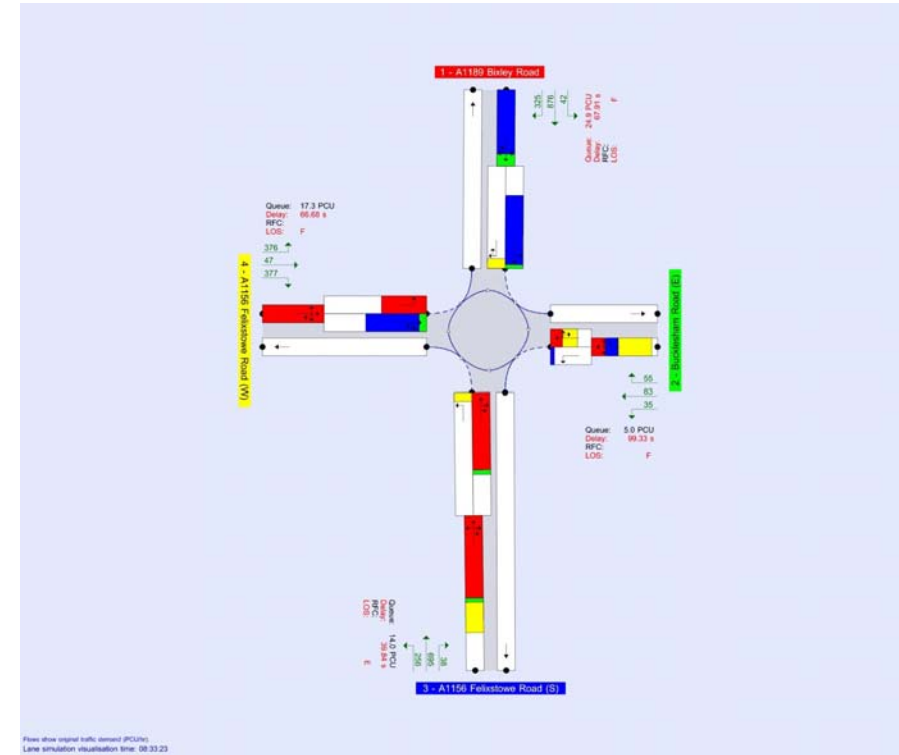 1 - A1189 Bixley Road
325
876
42
Queue: 24.9 PCU
Delay: 67.91 s
RFC:
LOS: F
Queue: 17.3 PCU
Delay: 66.68 s
RFC:
LOS: F
376
47
377
4 - A1156 Felixstowe Road (W)
2 - Bucklesham Road (E)
55
83
35
Queue: 5.0 PCU
Delay: 99.33 s
RFC:
LOS: F
Queue: 14.0 PCU
Delay: 39.84 s
RFC:
LOS: E
250
695
38
3 - A1156 Felixstowe Road (S)
Flows show original traffic demand (PCU/hr)
Lane simulation visualisation time: 08:33:23